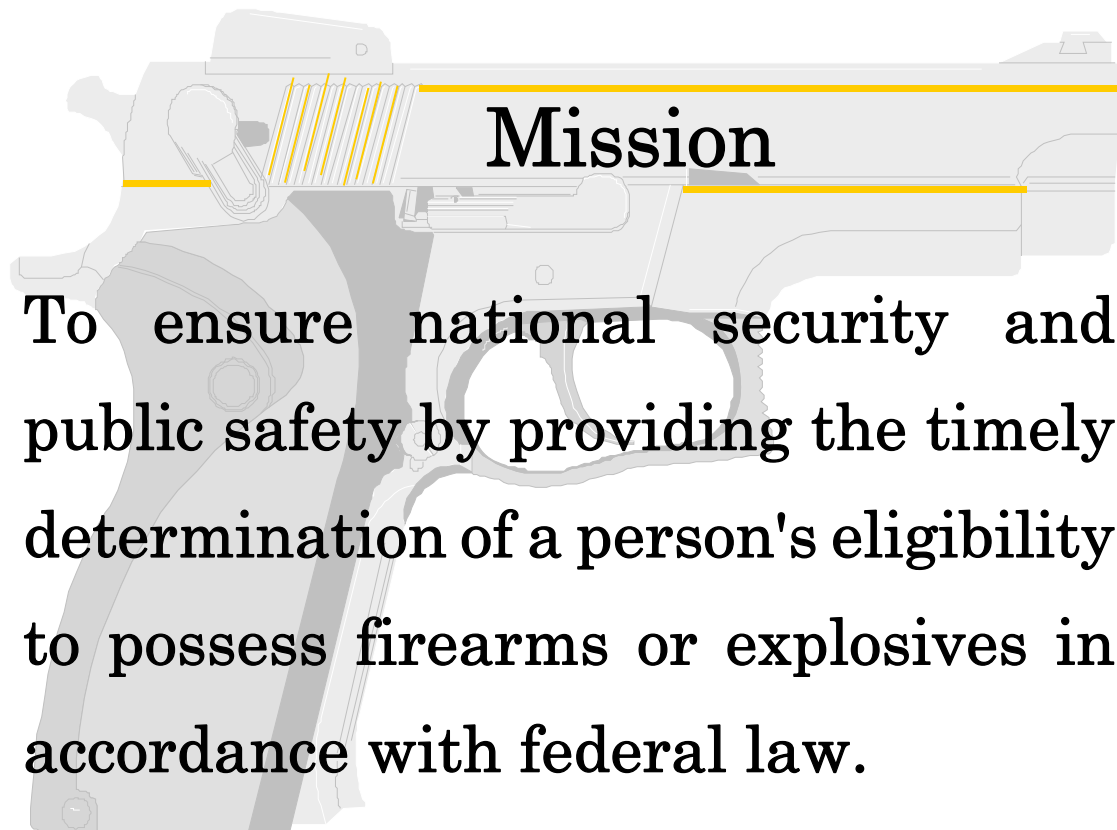 Mission
To ensure national security and
public safety by providing the timely
determination of a person's eligibility
to possess firearms or explosives in
accordance with federal law.